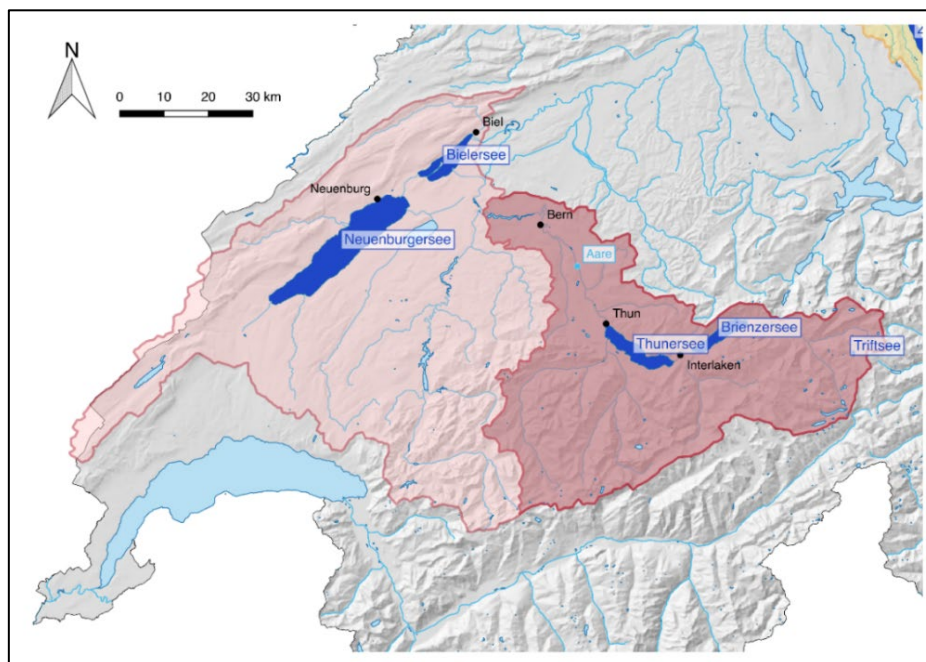 N
0 10 20 30 km
Biel
Bielersee
Neuenburg
Neuenburgersee
Bern
Aare
Thun
Brienzersee
Thunersee
Triftsee
Interlaken